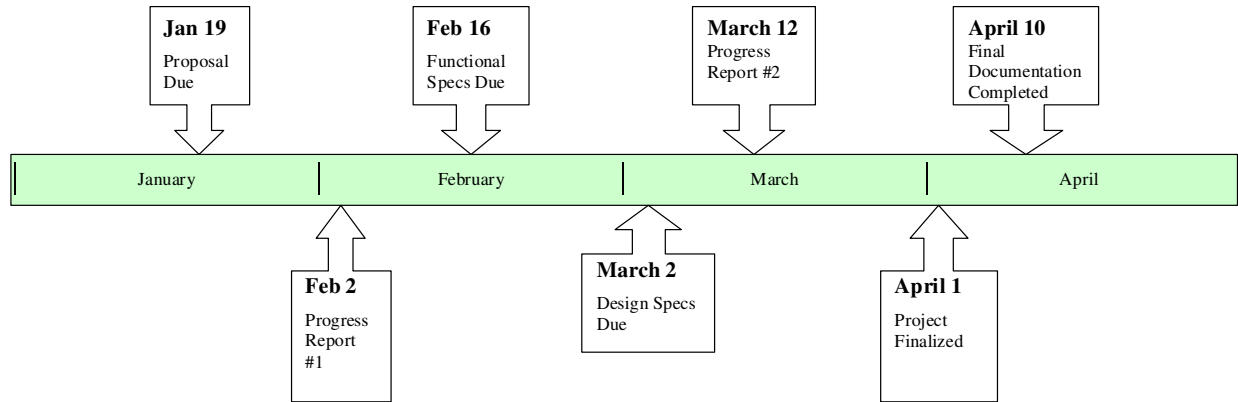 Jan 19
Proposal
Due
Feb 16
Functional
Specs Due
March 12
Progress
Report #2
April 10
Final
Documentation
Completed
January
February
March
April
Feb 2
Progress
Report
#1
March 2
Design Specs
Due
April 1
Project
Finalized